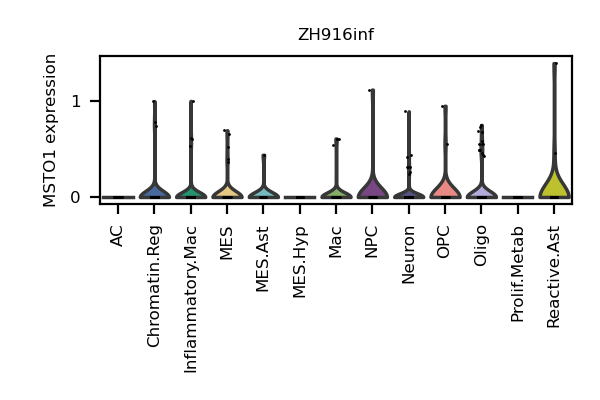 ZH916inf
MSTO1 expression
1
0
AC
Chromatin.Reg
Inflammatory.Mac
MES
MES.Ast
MES.Hyp
Mac
NPC
Neuron
OPC
Oligo
Prolif.Metab
Reactive.Ast